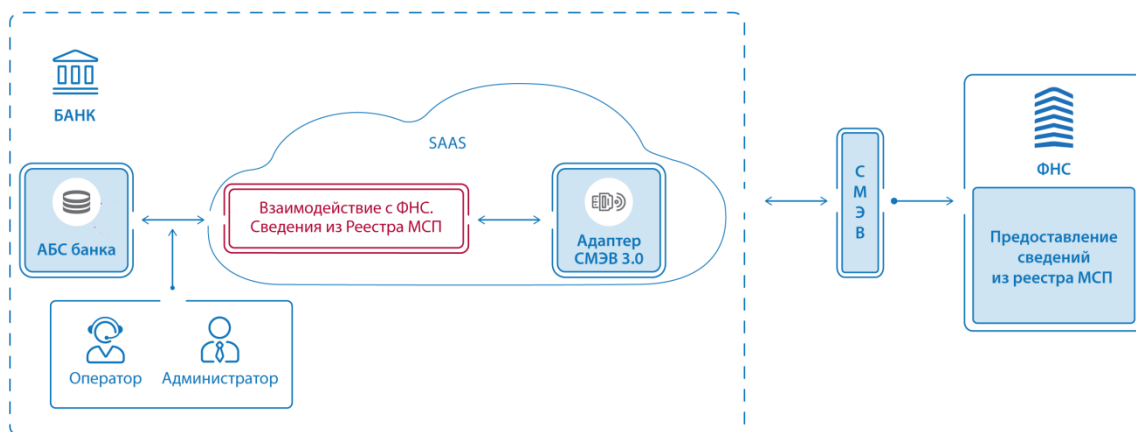 БАНК
SAAS
АБС банка
Взаимодействие с ФНС.
Сведения из Реестра МСП
Адаптер
СМЭВ 3.0
Оператор
Администратор
С
М
Э
В
ФНС
Предоставление
сведений
из реестра МСП